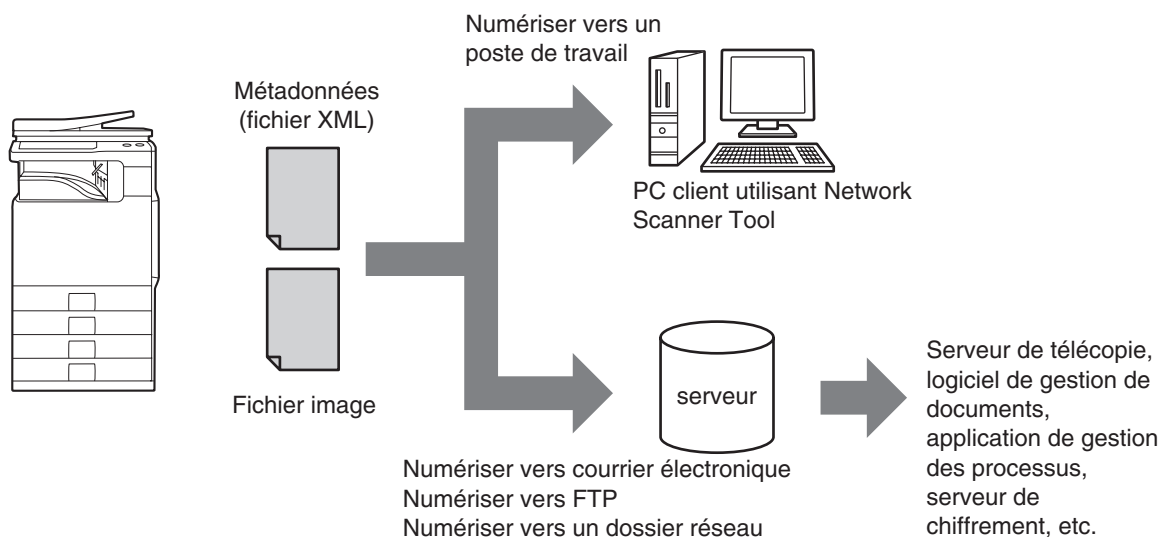 Numériser vers un
poste de travail
Métadonnées
(fichier XML)
PC client utilisant Network
Scanner Tool
Fichier image
serveur
Numériser vers courrier électronique
Numériser vers FTP
Numériser vers un dossier réseau
Serveur de télécopie,
logiciel de gestion de
documents,
application de gestion
des processus,
serveur de
chiffrement, etc.